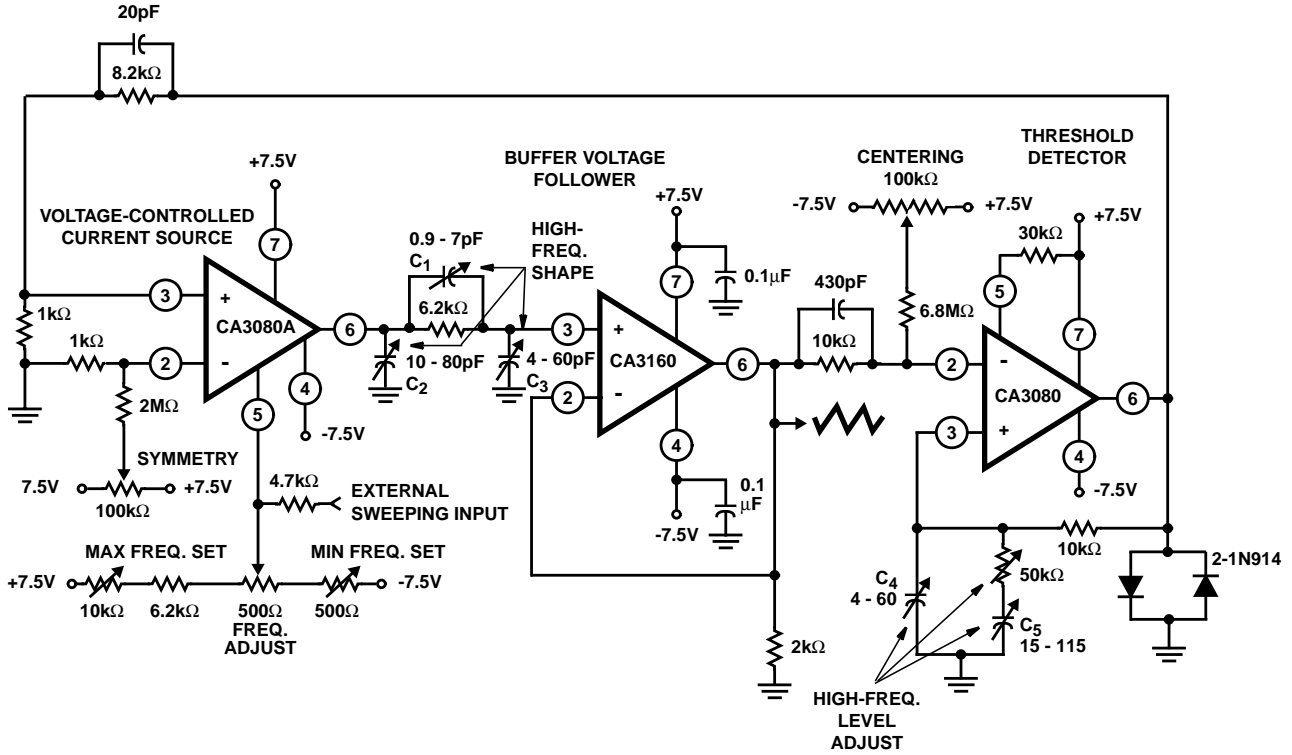 20pF
8.2kΩ
+7.5V
VOLTAGE-CONTROLLED
CURRENT SOURCE
7
3
+
CA3080A
6
1kΩ
1kΩ
2
-
4
5
-7.5V
2MΩ
SYMMETRY
7.5V
+7.5V
100kΩ
4.7kΩ
EXTERNAL
SWEEPING INPUT
MAX FREQ. SET
MIN FREQ. SET
+7.5V
-7.5V
10kΩ
6.2kΩ
500Ω
500Ω
FREQ.
ADJUST
0.9 - 7pF
C1
6.2kΩ
HIGH-
FREQ.
SHAPE
10 - 80pF
C2
4 - 60pF
C3
BUFFER VOLTAGE
FOLLOWER
+7.5V
7
0.1µF
3
+
CA3160
6
2
-
4
0.1
µF
-7.5V
2kΩ
430pF
10kΩ
CENTERING
100kΩ
-7.5V
+7.5V
6.8MΩ
THRESHOLD
DETECTOR
+7.5V
30kΩ
5
7
2
-
CA3080
6
3
+
4
-7.5V
10kΩ
2-1N914
50kΩ
C4
4 - 60
C5
15 - 115
HIGH-FREQ.
LEVEL
ADJUST